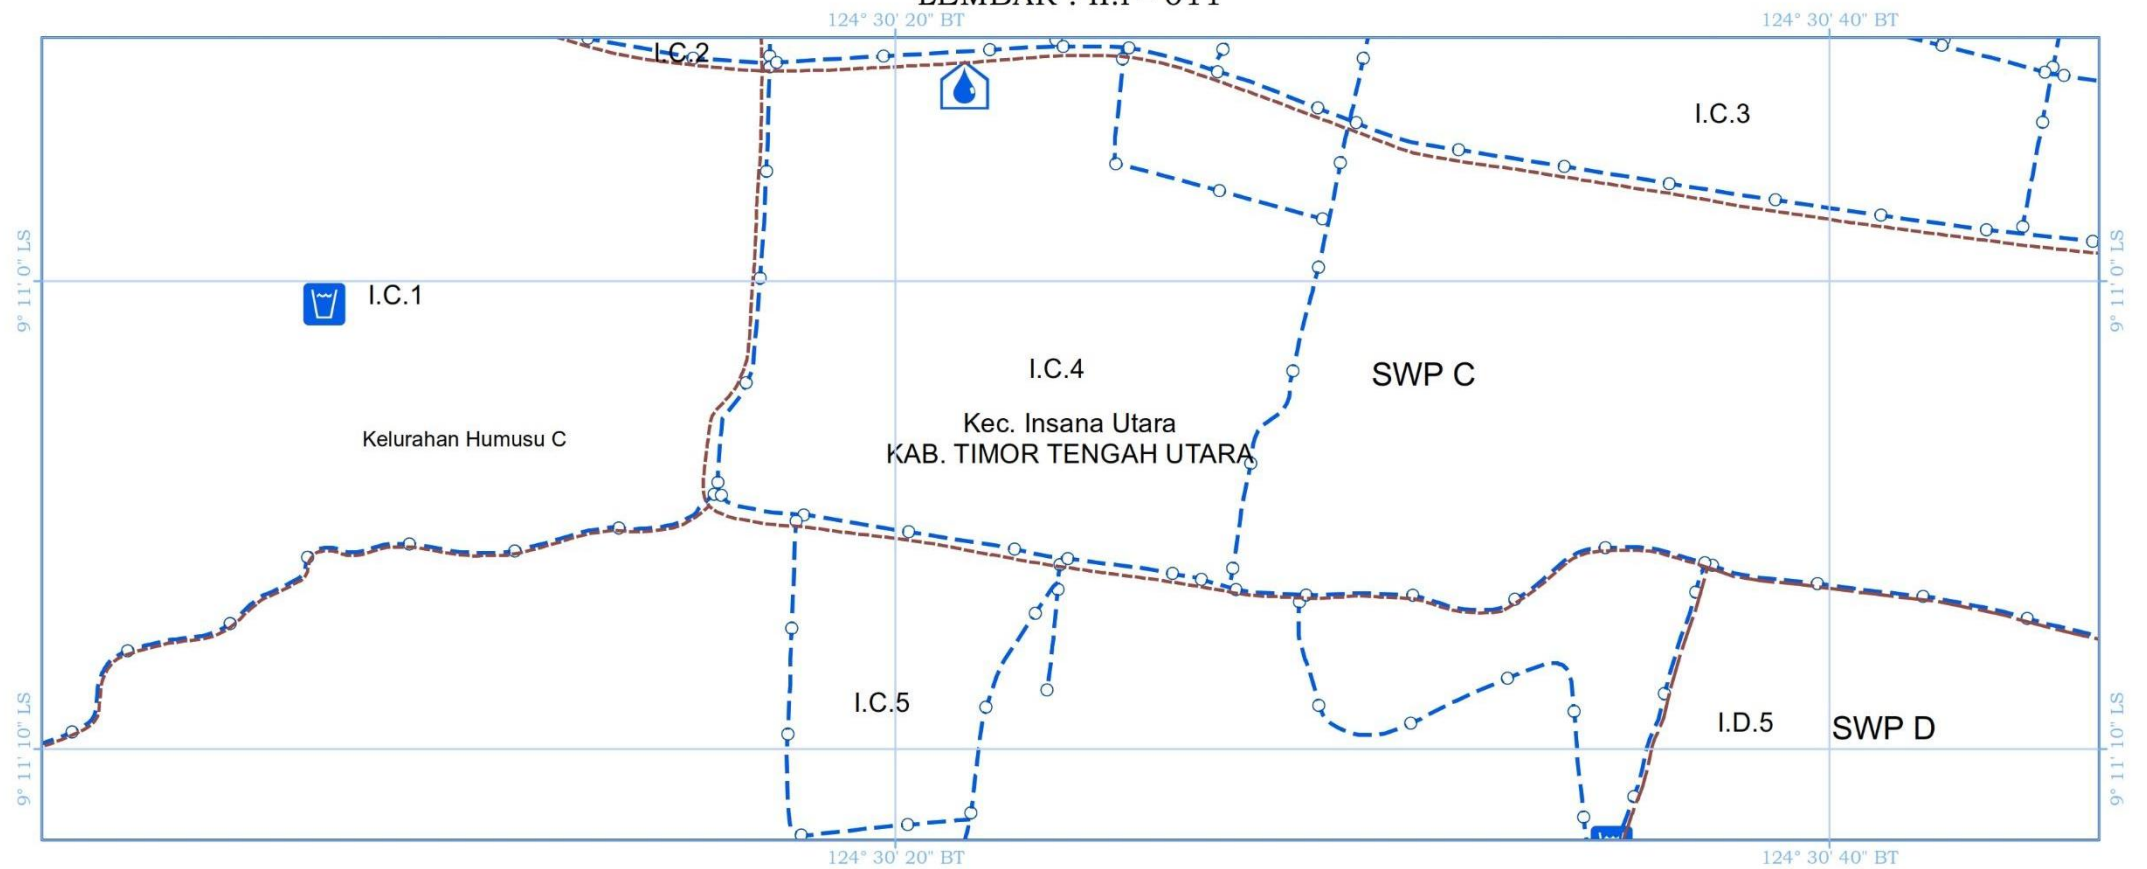 124° 30' 20" BT
124° 30' 40" BT
I.C.2
I.C.3
9° 11' 0" LS
9° 11' 0" LS
I.C.1
I.C.4
SWP C
Kec. Insana Utara
Kelurahan Humusu C
KAB. TIMOR TENGAH UTARA
I.C.5
I.D.5
SWP D
9° 11' 10" LS
9° 11' 10" LS
124° 30' 20" BT
124° 30' 40" BT